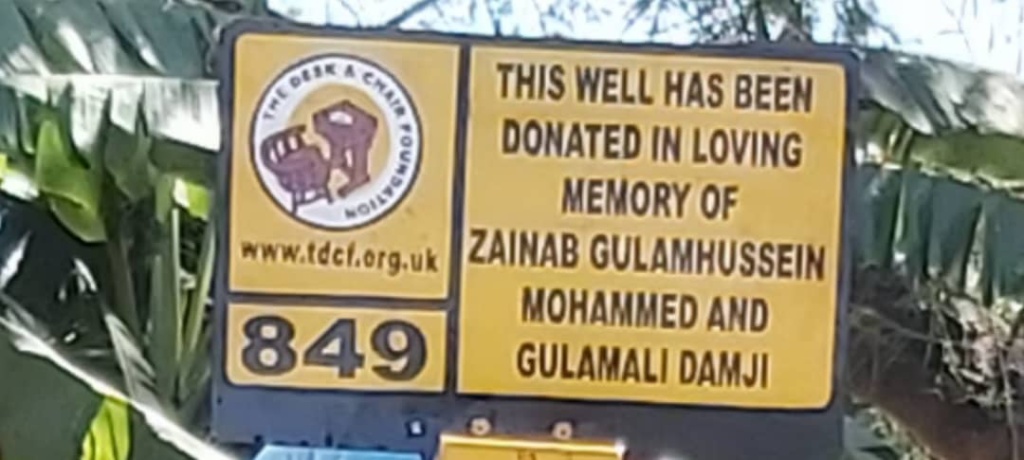 THE DESK & CHAIR FOUNDATION
www.tdcf.org.uk
849
THIS WELL HAS BEEN
DONATED IN LOVING
MEMORY OF
ZAINAB GULAMHUSSEIN
MOHAMMED AND
GULAMALI DAMJI